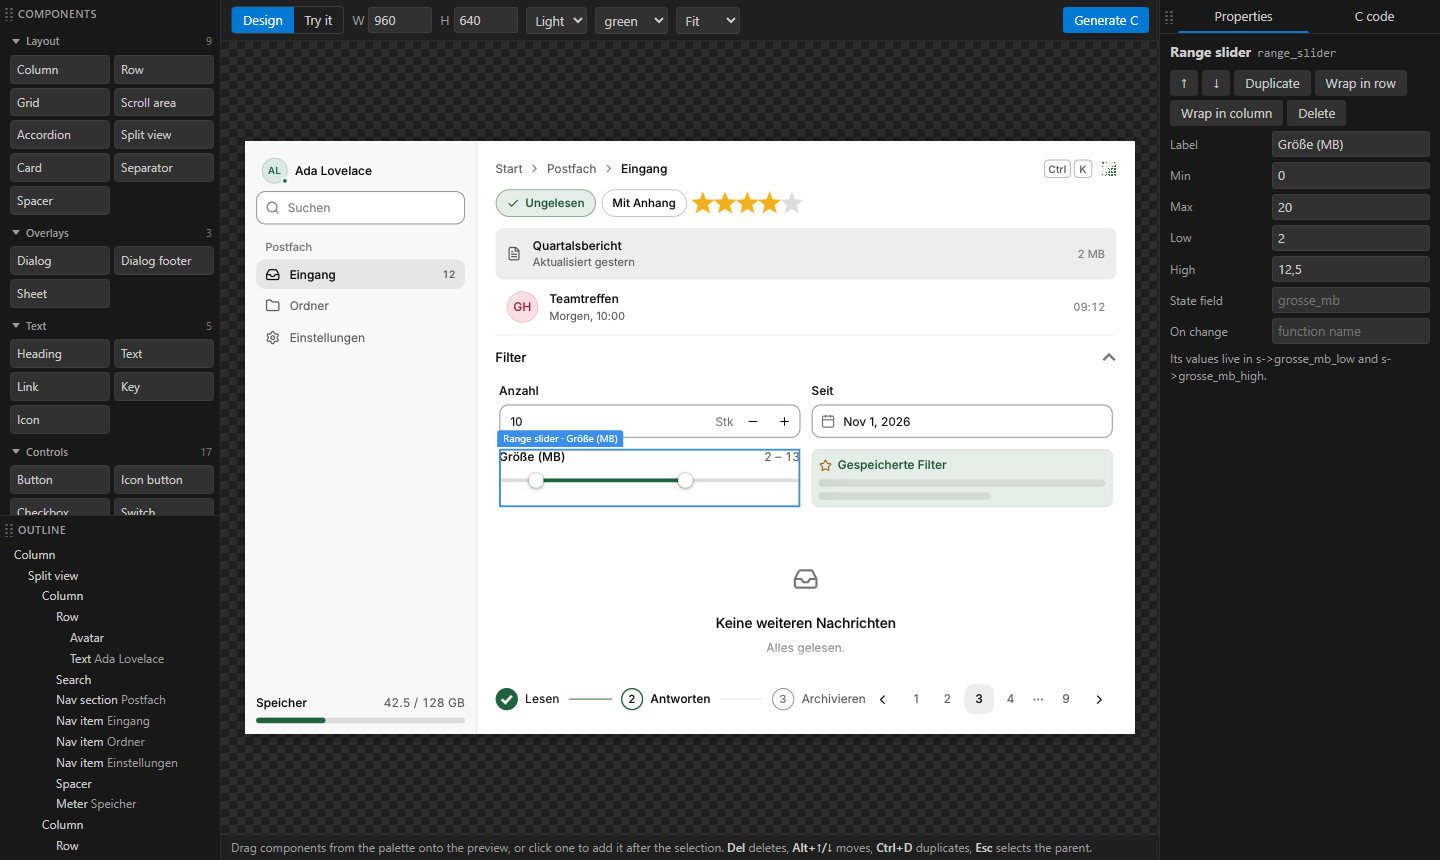 COMPONENTS
Layout 9
Column Row
Grid Scroll area
Accordion Split view
Card Separator
Spacer
Overlays 3
Dialog Dialog footer
Sheet
Text 5
Heading Text
Link Key
Icon
Controls 17
Button Icon button
Checkbox Switch
OUTLINE
Column
Split view
Column
Row
Avatar
Text Ada Lovelace
Search
Nav section Postfach
Nav item Eingang
Nav item Ordner
Nav item Einstellungen
Spacer
Meter Speicher
Column
Row
Design Try it W 960 H 640 Light green Fit Generate C
AL Ada Lovelace
Suchen
Postfach
Eingang 12
Ordner
Einstellungen
Speicher 42.5 / 128 GB
Start Postfach Eingang Ctrl K
Ungelesen Mit Anhang
Quartalsbericht
Aktualisiert gestern
2 MB
GH Teamtreffen
Morgen, 10:00
09:12
Filter
Anzahl Seit
10 Stk Nov 1, 2026
Range slider · Größe (MB)
Größe (MB) 2 – 13
Gespeicherte Filter
Keine weiteren Nachrichten
Alles gelesen.
Lesen 2 Antworten 3 Archivieren 1 2 3 4 ··· 9
Drag components from the palette onto the preview, or click one to add it after the selection. Del deletes, Alt+↑/↓ moves, Ctrl+D duplicates, Esc selects the parent.
Properties C code
Range slider range_slider
↑ ↓ Duplicate Wrap in row
Wrap in column Delete
Label Größe (MB)
Min 0
Max 20
Low 2
High 12,5
State field grosse_mb
On change function name
Its values live in s->grosse_mb_low and s-
>grosse_mb_high.